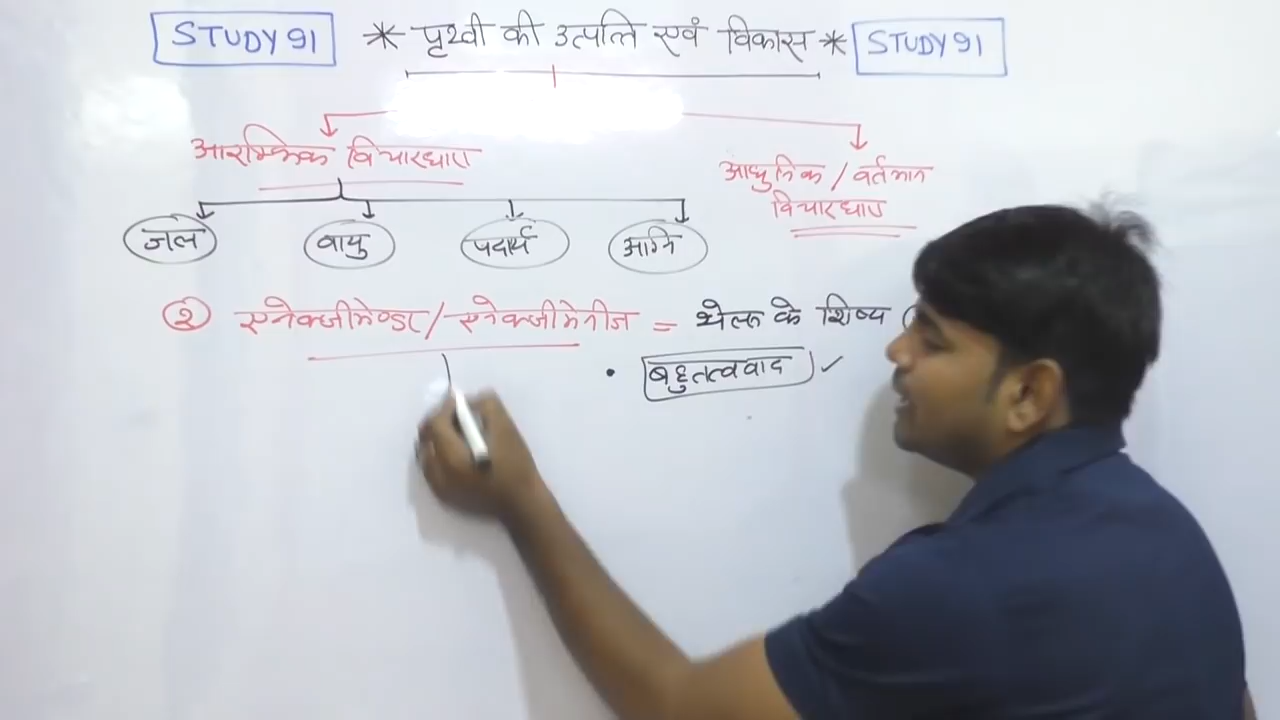 STUDY 91 * पृथ्वी की उत्पत्ति एवं विकास * STUDY 91
आरम्भिक विचारधारा
आधुनिक / वर्तमान
विचारधारा
जल वायु पदार्थ अग्नि
२ एनेक्जीमेण्डर / एनेक्जीमेनीज = थेल्स के शिष्य
• बहुतत्ववाद ✓